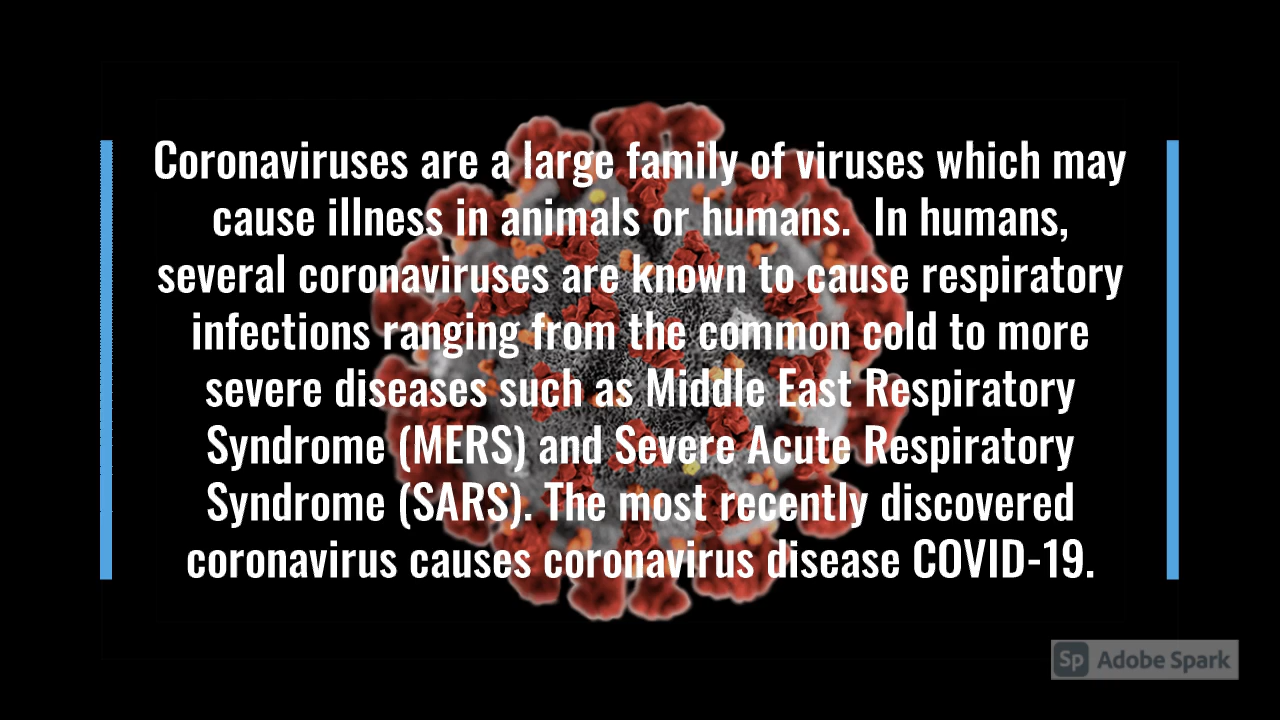 Coronaviruses are a large family of viruses which may
cause illness in animals or humans.  In humans,
several coronaviruses are known to cause respiratory
infections ranging from the common cold to more
severe diseases such as Middle East Respiratory
Syndrome (MERS) and Severe Acute Respiratory
Syndrome (SARS). The most recently discovered
coronavirus causes coronavirus disease COVID-19.
Sp Adobe Spark